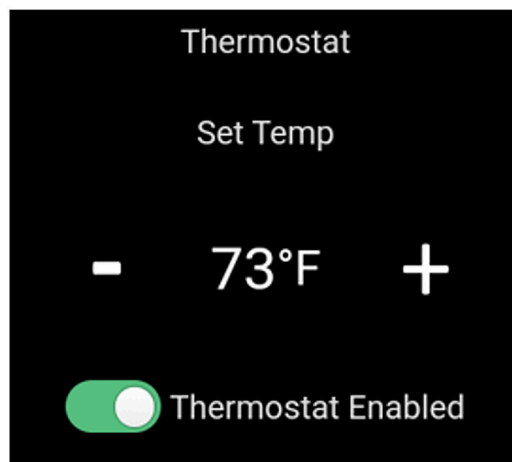 Thermostat
Set Temp
- 73°F +
Thermostat Enabled